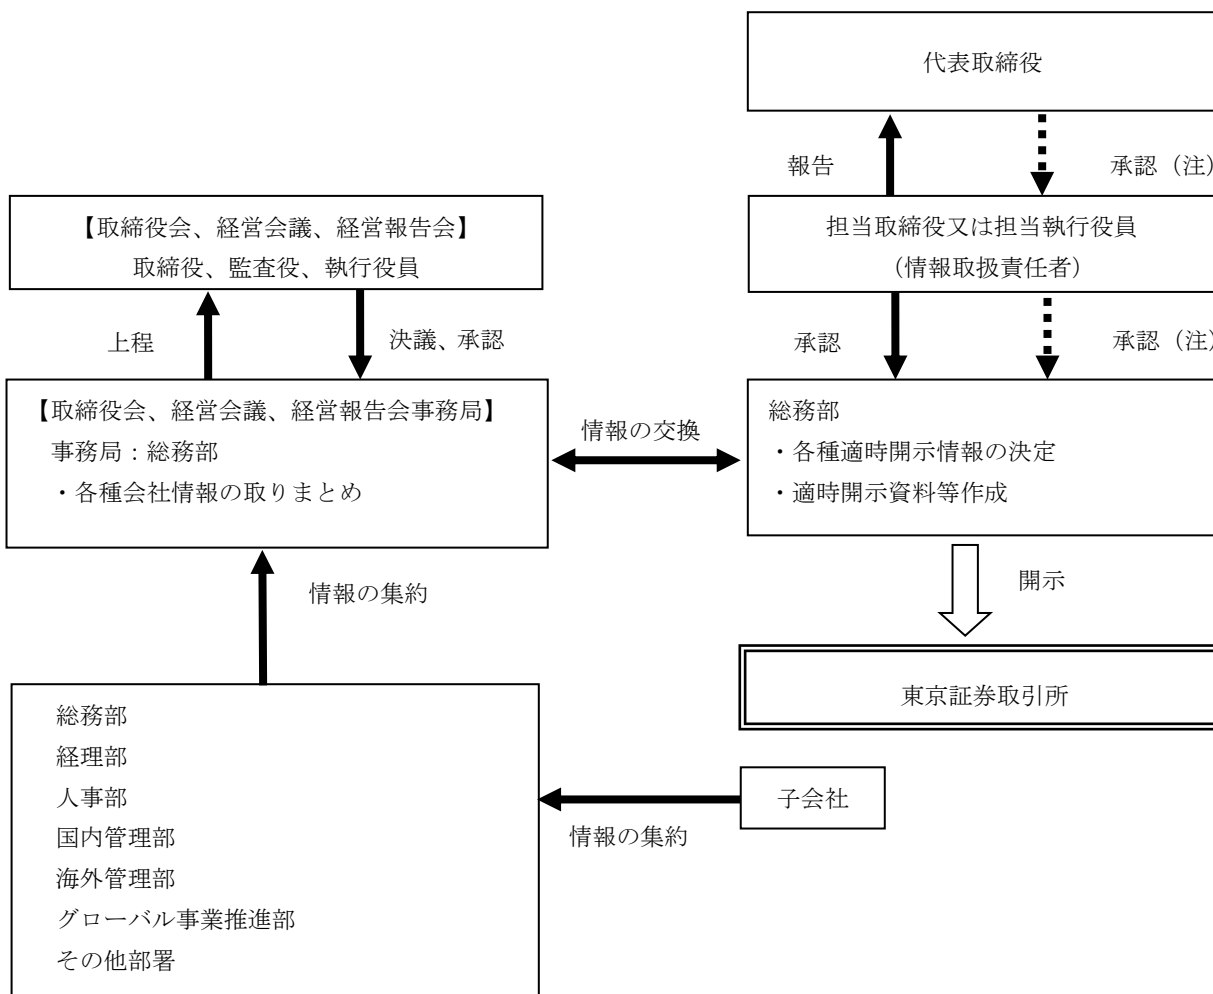 代表取締役
報告
承認（注）
【取締役会、経営会議、経営報告会】
取締役、監査役、執行役員
担当取締役又は担当執行役員
（情報取扱責任者）
上程
決議、承認
承認
承認（注）
【取締役会、経営会議、経営報告会事務局】
事務局：総務部
・各種会社情報の取りまとめ
情報の交換
総務部
・各種適時開示情報の決定
・適時開示資料等作成
情報の集約
開示
東京証券取引所
総務部
経理部
人事部
国内管理部
海外管理部
グローバル事業推進部
その他部署
子会社
情報の集約